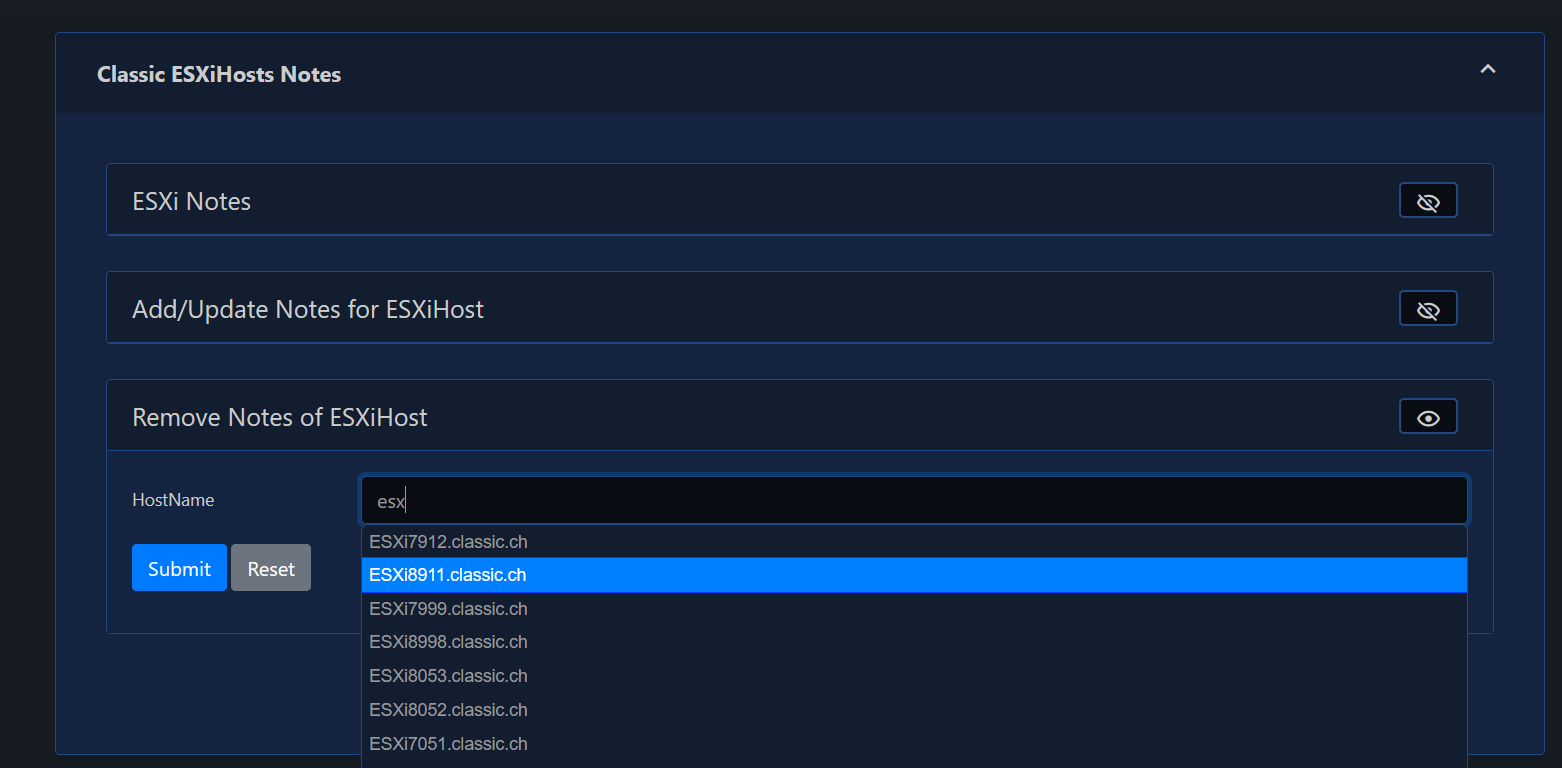 Classic ESXiHosts Notes
ESXi Notes
Add/Update Notes for ESXiHost
Remove Notes of ESXiHost
HostName
esx
Submit Reset
ESXi7912.classic.ch
ESXi8911.classic.ch
ESXi7999.classic.ch
ESXi8998.classic.ch
ESXi8053.classic.ch
ESXi8052.classic.ch
ESXi7051.classic.ch